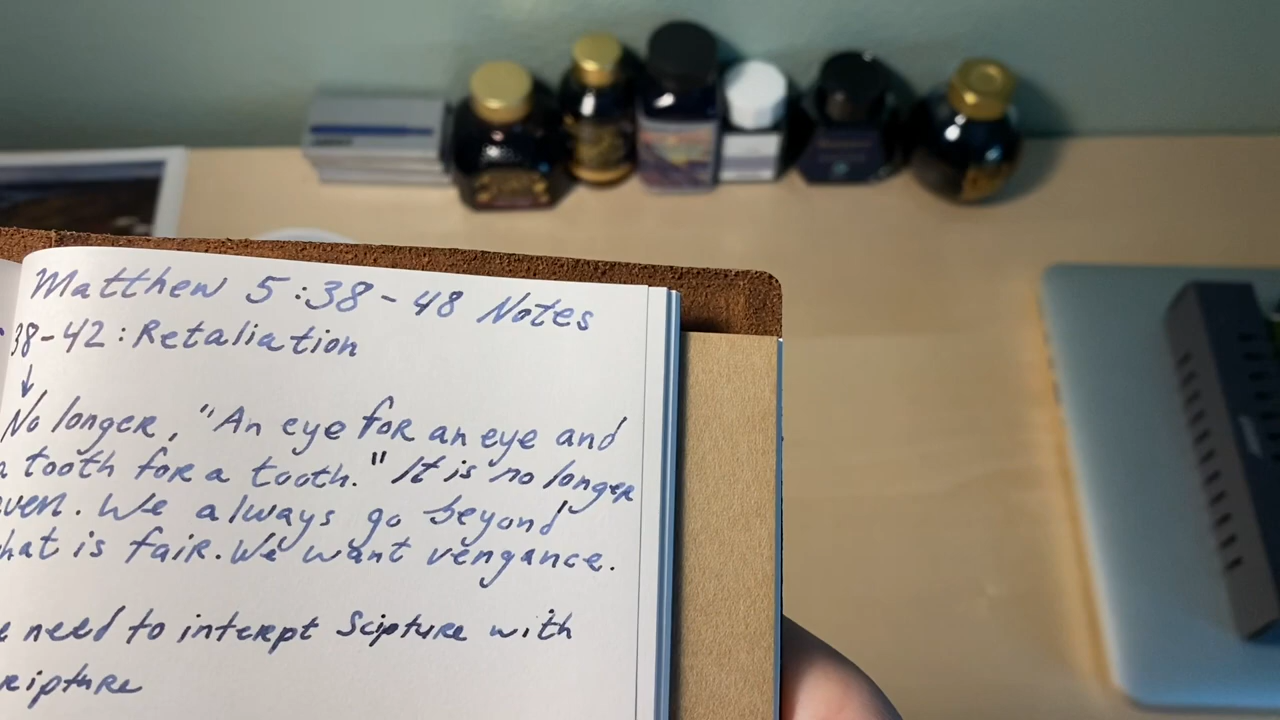 Matthew 5:38-48 Notes
38-42: Retaliation
↓
No longer, "An eye for an eye and
a tooth for a tooth." It is no longer
even. We always go beyond
what is fair. We want vengance.
need to interpt Scipture with